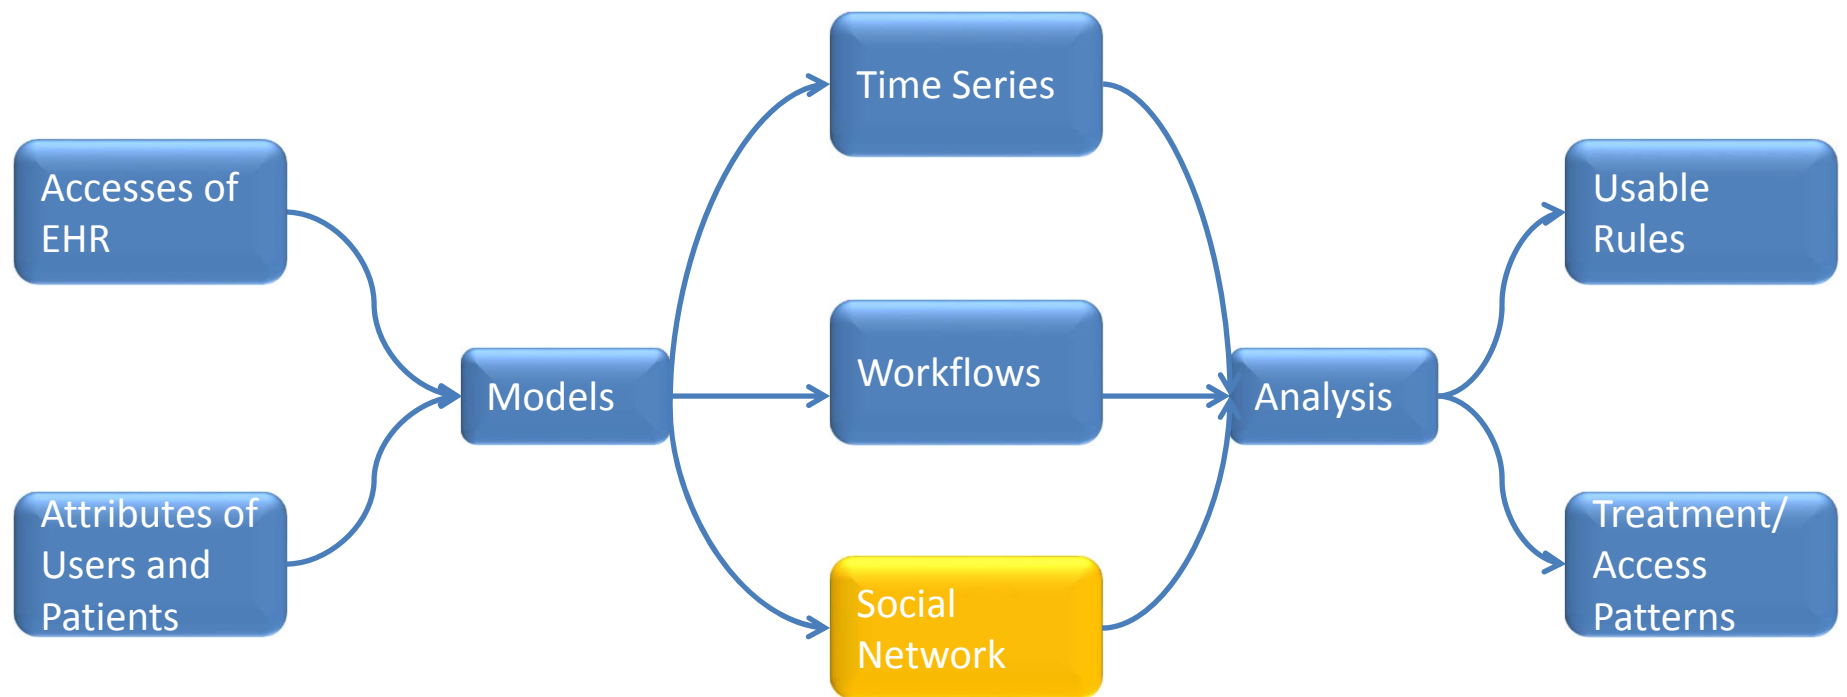 Accesses of
EHR
Attributes of
Users and
Patients
Models
Time Series
Workflows
Social
Network
Analysis
Usable
Rules
Treatment/
Access
Patterns